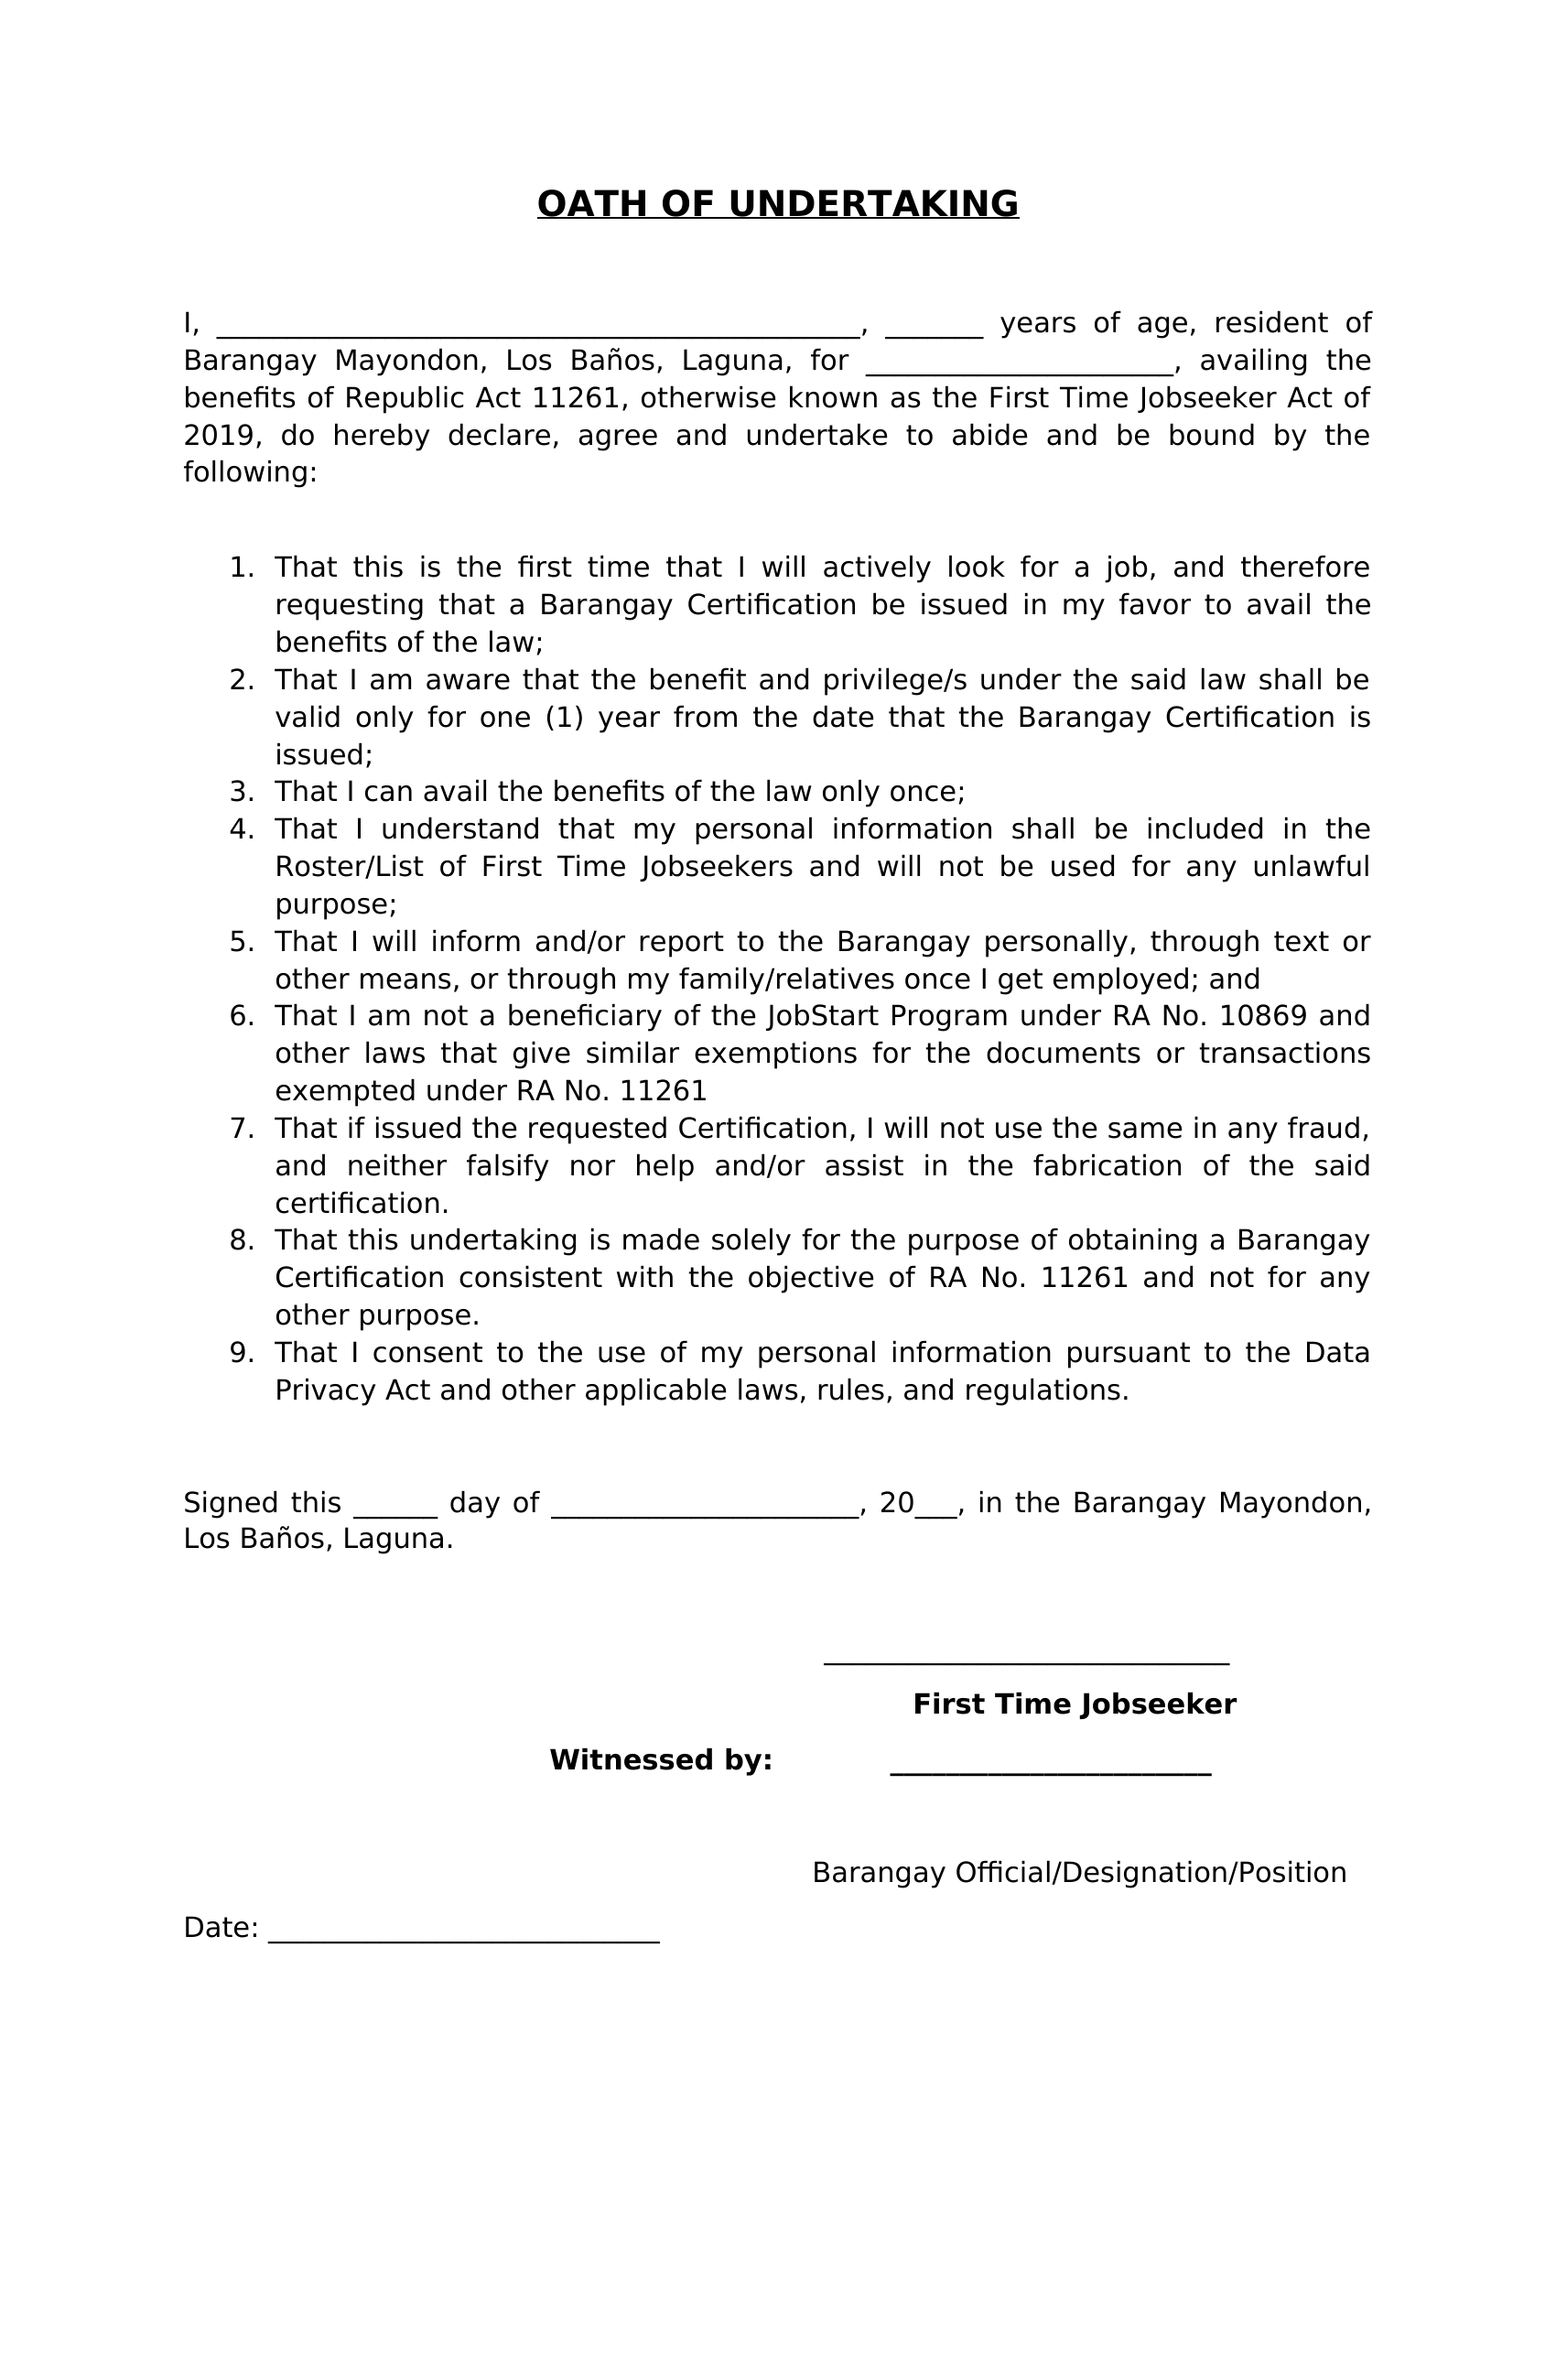 OATH OF UNDERTAKING
I, ______________________________________________, _______ years of age, resident of
Barangay Mayondon, Los Baños, Laguna, for ______________________, availing the
benefits of Republic Act 11261, otherwise known as the First Time Jobseeker Act of
2019, do hereby declare, agree and undertake to abide and be bound by the
following:
1. That this is the first time that I will actively look for a job, and therefore
requesting that a Barangay Certification be issued in my favor to avail the
benefits of the law;
2. That I am aware that the benefit and privilege/s under the said law shall be
valid only for one (1) year from the date that the Barangay Certification is
issued;
3. That I can avail the benefits of the law only once;
4. That I understand that my personal information shall be included in the
Roster/List of First Time Jobseekers and will not be used for any unlawful
purpose;
5. That I will inform and/or report to the Barangay personally, through text or
other means, or through my family/relatives once I get employed; and
6. That I am not a beneficiary of the JobStart Program under RA No. 10869 and
other laws that give similar exemptions for the documents or transactions
exempted under RA No. 11261
7. That if issued the requested Certification, I will not use the same in any fraud,
and neither falsify nor help and/or assist in the fabrication of the said
certification.
8. That this undertaking is made solely for the purpose of obtaining a Barangay
Certification consistent with the objective of RA No. 11261 and not for any
other purpose.
9. That I consent to the use of my personal information pursuant to the Data
Privacy Act and other applicable laws, rules, and regulations.
Signed this ______ day of ______________________, 20___, in the Barangay Mayondon,
Los Baños, Laguna.
_____________________________
First Time Jobseeker
Witnessed by: _______________________
Barangay Official/Designation/Position
Date: ____________________________